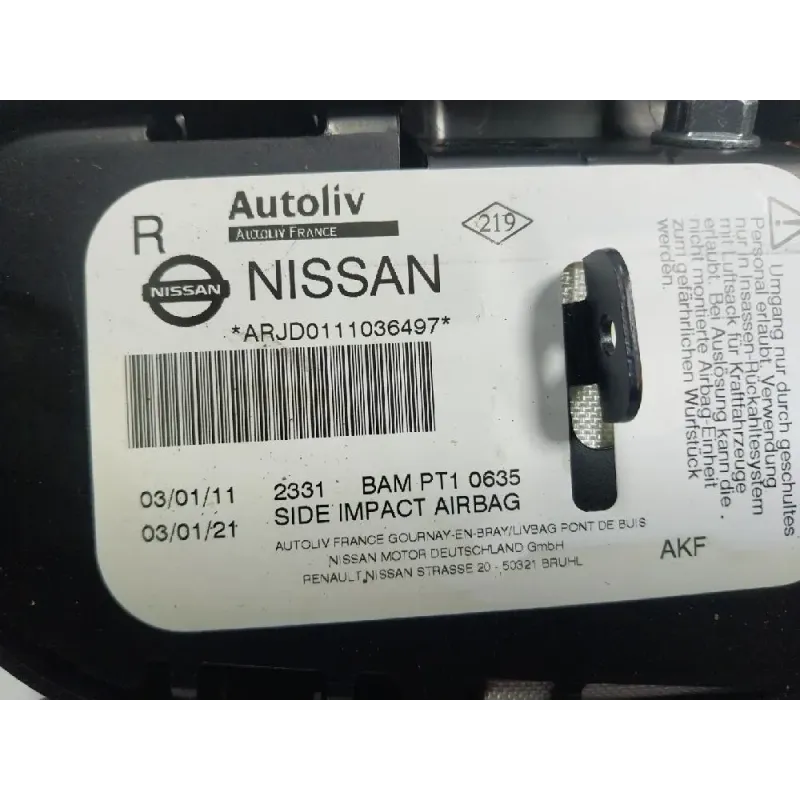 R
Autoliv
AUTOLIV FRANCE
219
NISSAN
NISSAN
*ARJD0111036497*
03/01/11 2331 BAM PT1 0635
03/01/21 SIDE IMPACT AIRBAG
AUTOLIV FRANCE GOURNAY-EN-BRAY/LIVBAG PONT DE BUIS
NISSAN MOTOR DEUTSCHLAND GmbH
RENAULT NISSAN STRASSE 20 - 50321 BRUHL
AKF
Umgang nur durch geschultes
Personal erlaubt. Verwendung
nur in Insassen-Rückahltesystem
mit Luftsack für Kraftfahrzeuge
erlaubt. Bei Auslösung kann die
nicht montierte Airbag-Einheit
zum gefährlichen Wurfstück
werden.